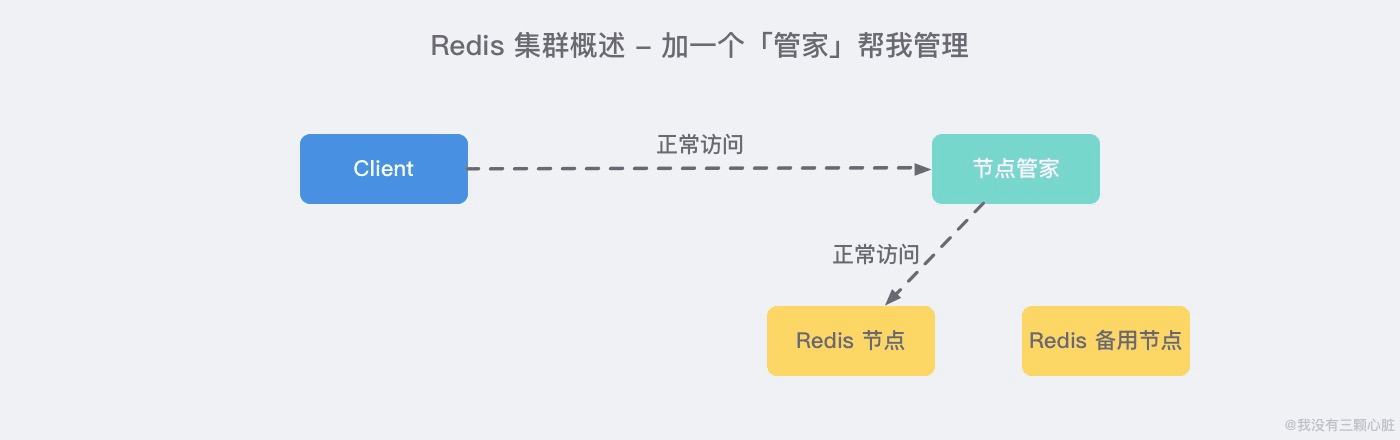 Redis 集群概述 - 加一个「管家」帮我管理
正常访问
Client
节点管家
正常访问
Redis 节点
Redis 备用节点
@我没有三颗心脏